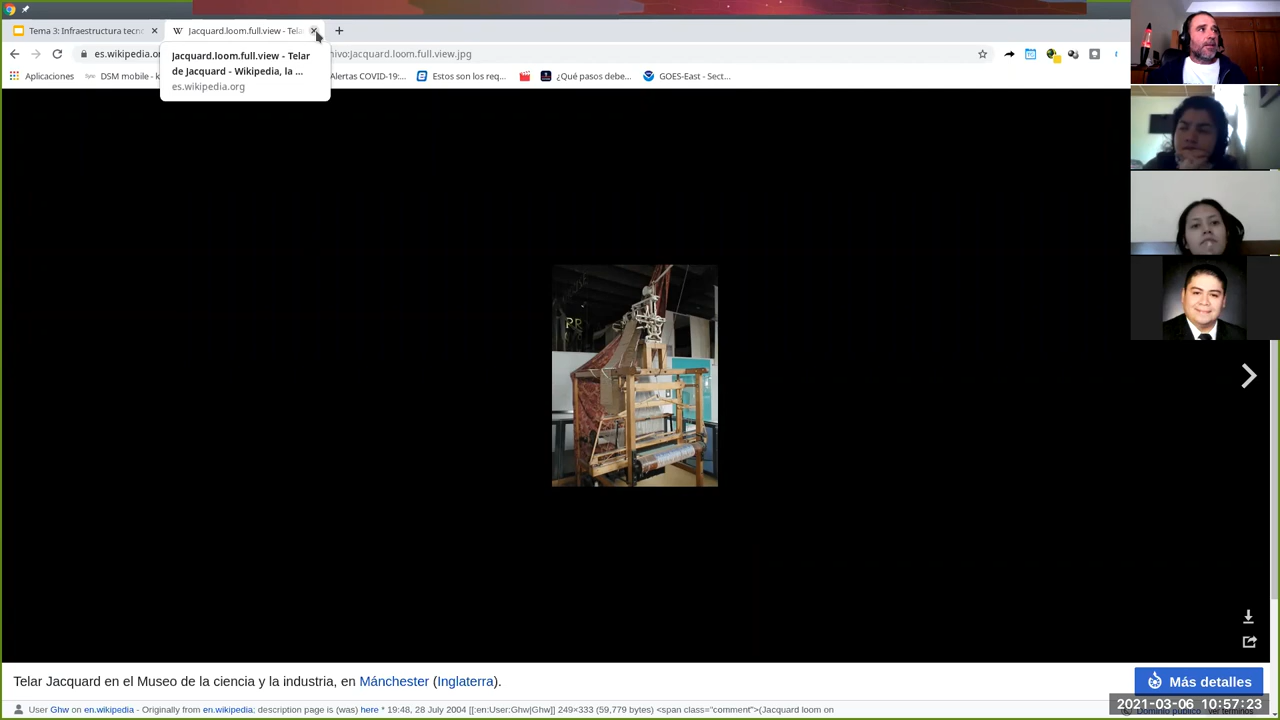 Tema 3: Infraestructura tecn
Jacquard.loom.full.view - Tela
es.wikipedia.o
ivo:Jacquard.loom.full.view.jpg
Jacquard.loom.full.view - Telar
de Jacquard - Wikipedia, la ...
es.wikipedia.org
Aplicaciones
DSM mobile - k
Alertas COVID-19:...
Estos son los req...
¿Qué pasos debe...
GOES-East - Sect...
Telar Jacquard en el Museo de la ciencia y la industria, en Mánchester (Inglaterra).
Más detalles
2021-03-06 10:57:23
User Ghw on en.wikipedia - Originally from en.wikipedia; description page is (was) here * 19:48, 28 July 2004 [[:en:User:Ghw|Ghw]] 249×333 (59,779 bytes) <span class="comment">(Jacquard loom on